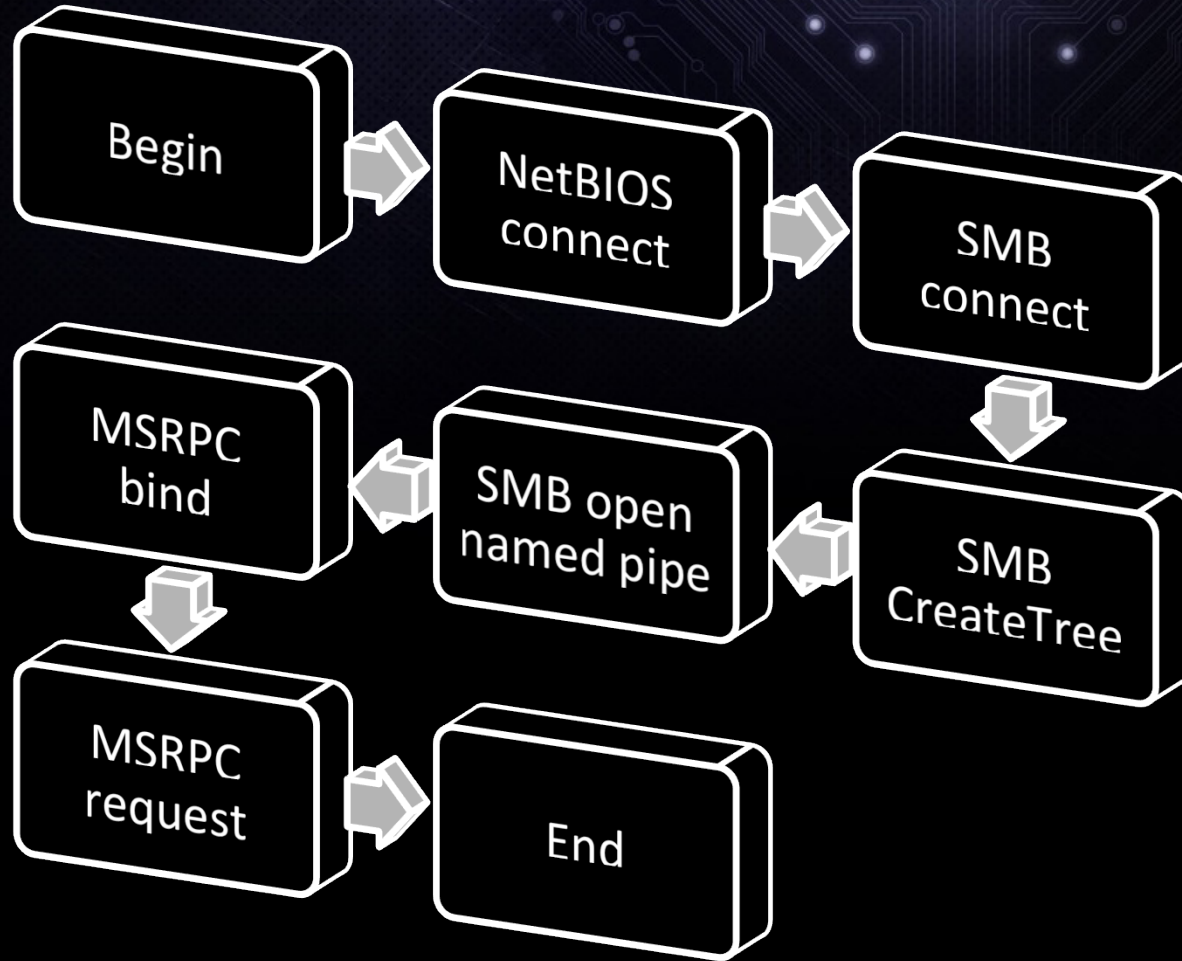 Begin
NetBIOS
connect
SMB
connect
SMB
CreateTree
SMB open
named pipe
MSRPC
bind
MSRPC
request
End